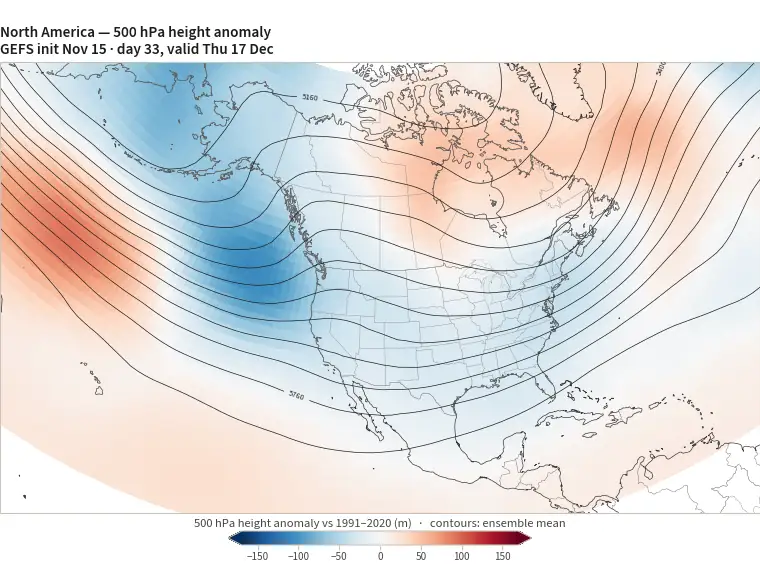 North America — 500 hPa height anomaly
GEFS init Nov 15 · day 33, valid Thu 17 Dec
5160
5760
500 hPa height anomaly vs 1991–2020 (m)   ·   contours: ensemble mean
−150 −100 −50 0 50 100 150